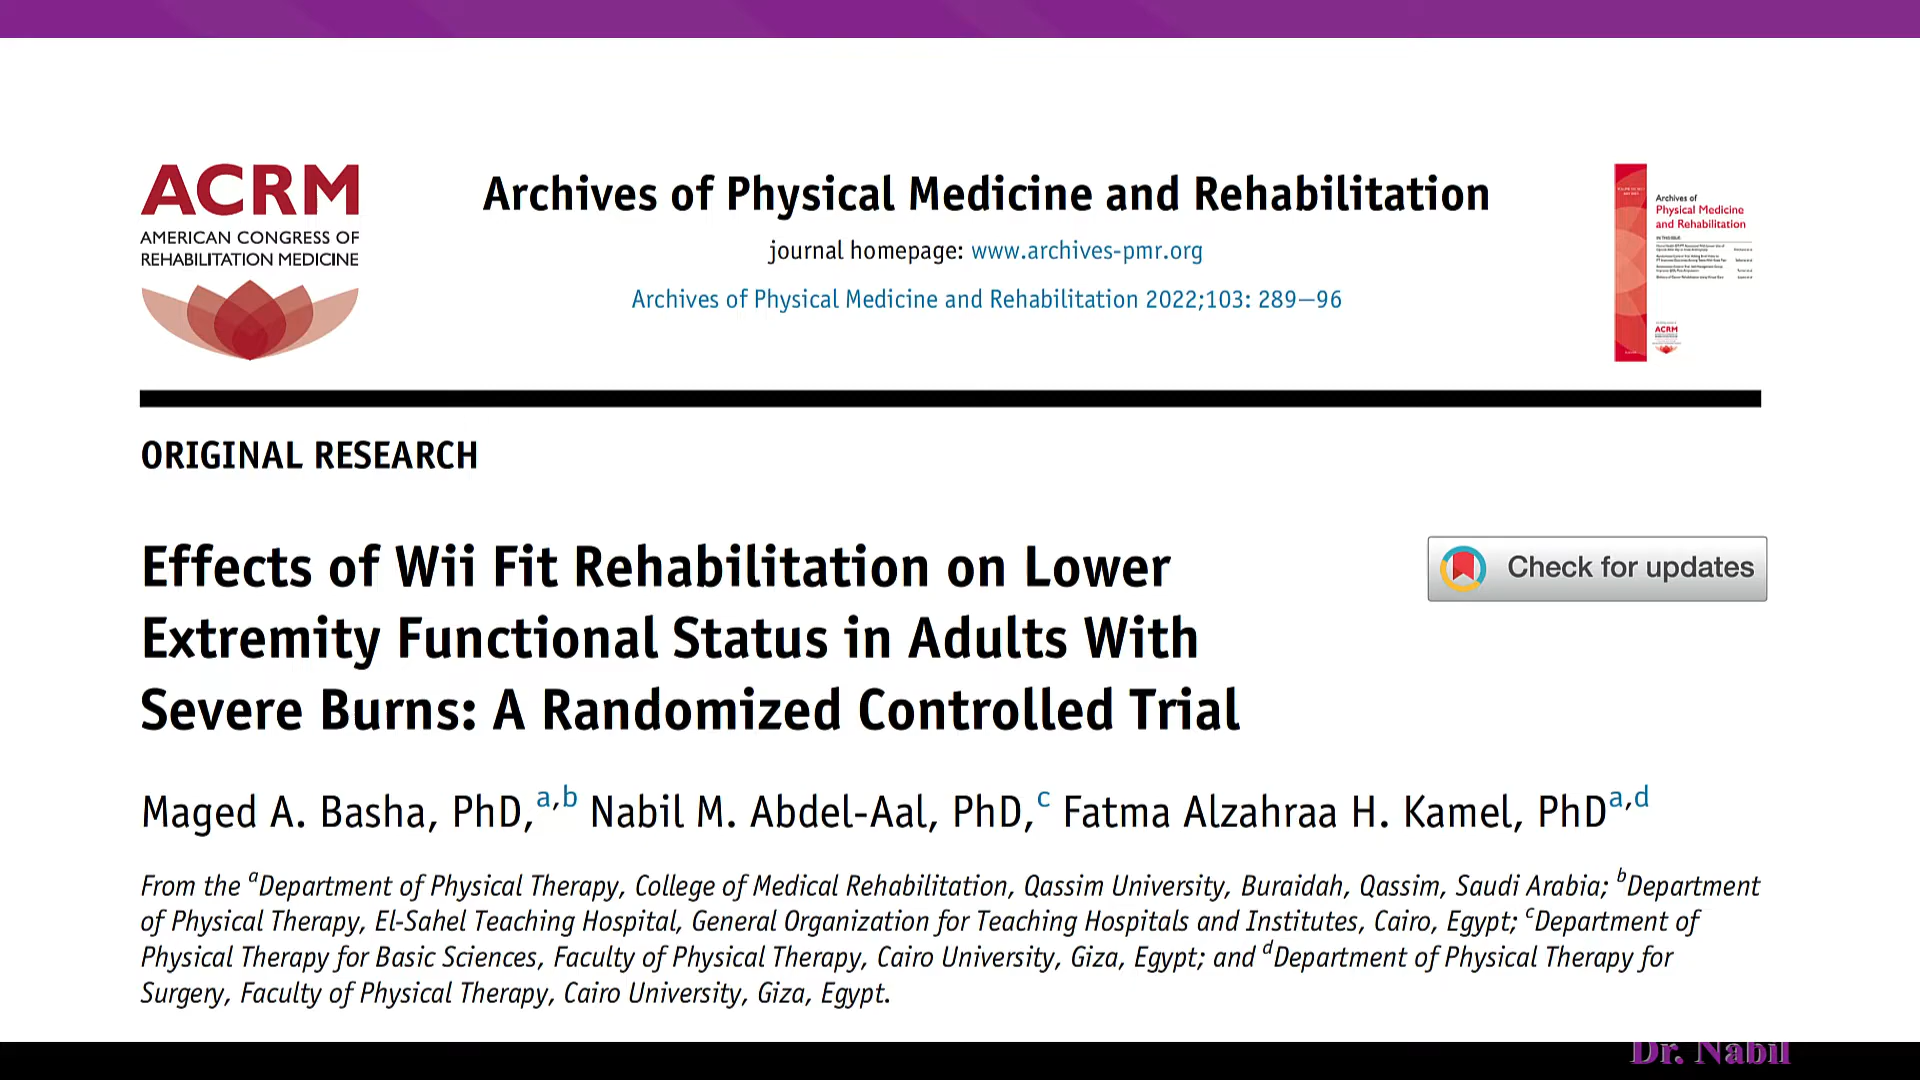 ACRM
AMERICAN CONGRESS OF
REHABILITATION MEDICINE
Archives of Physical Medicine and Rehabilitation
journal homepage: www.archives-pmr.org
Archives of Physical Medicine and Rehabilitation 2022;103: 289—96
Archives of
Physical Medicine
and Rehabilitation
ACRM
ORIGINAL RESEARCH
Effects of Wii Fit Rehabilitation on Lower
Extremity Functional Status in Adults With
Severe Burns: A Randomized Controlled Trial
Check for updates
Maged A. Basha, PhD,a,b Nabil M. Abdel-Aal, PhD,c Fatma Alzahraa H. Kamel, PhDa,d
From the aDepartment of Physical Therapy, College of Medical Rehabilitation, Qassim University, Buraidah, Qassim, Saudi Arabia; bDepartment
of Physical Therapy, El-Sahel Teaching Hospital, General Organization for Teaching Hospitals and Institutes, Cairo, Egypt; cDepartment of
Physical Therapy for Basic Sciences, Faculty of Physical Therapy, Cairo University, Giza, Egypt; and dDepartment of Physical Therapy for
Surgery, Faculty of Physical Therapy, Cairo University, Giza, Egypt.
Dr. Nabil